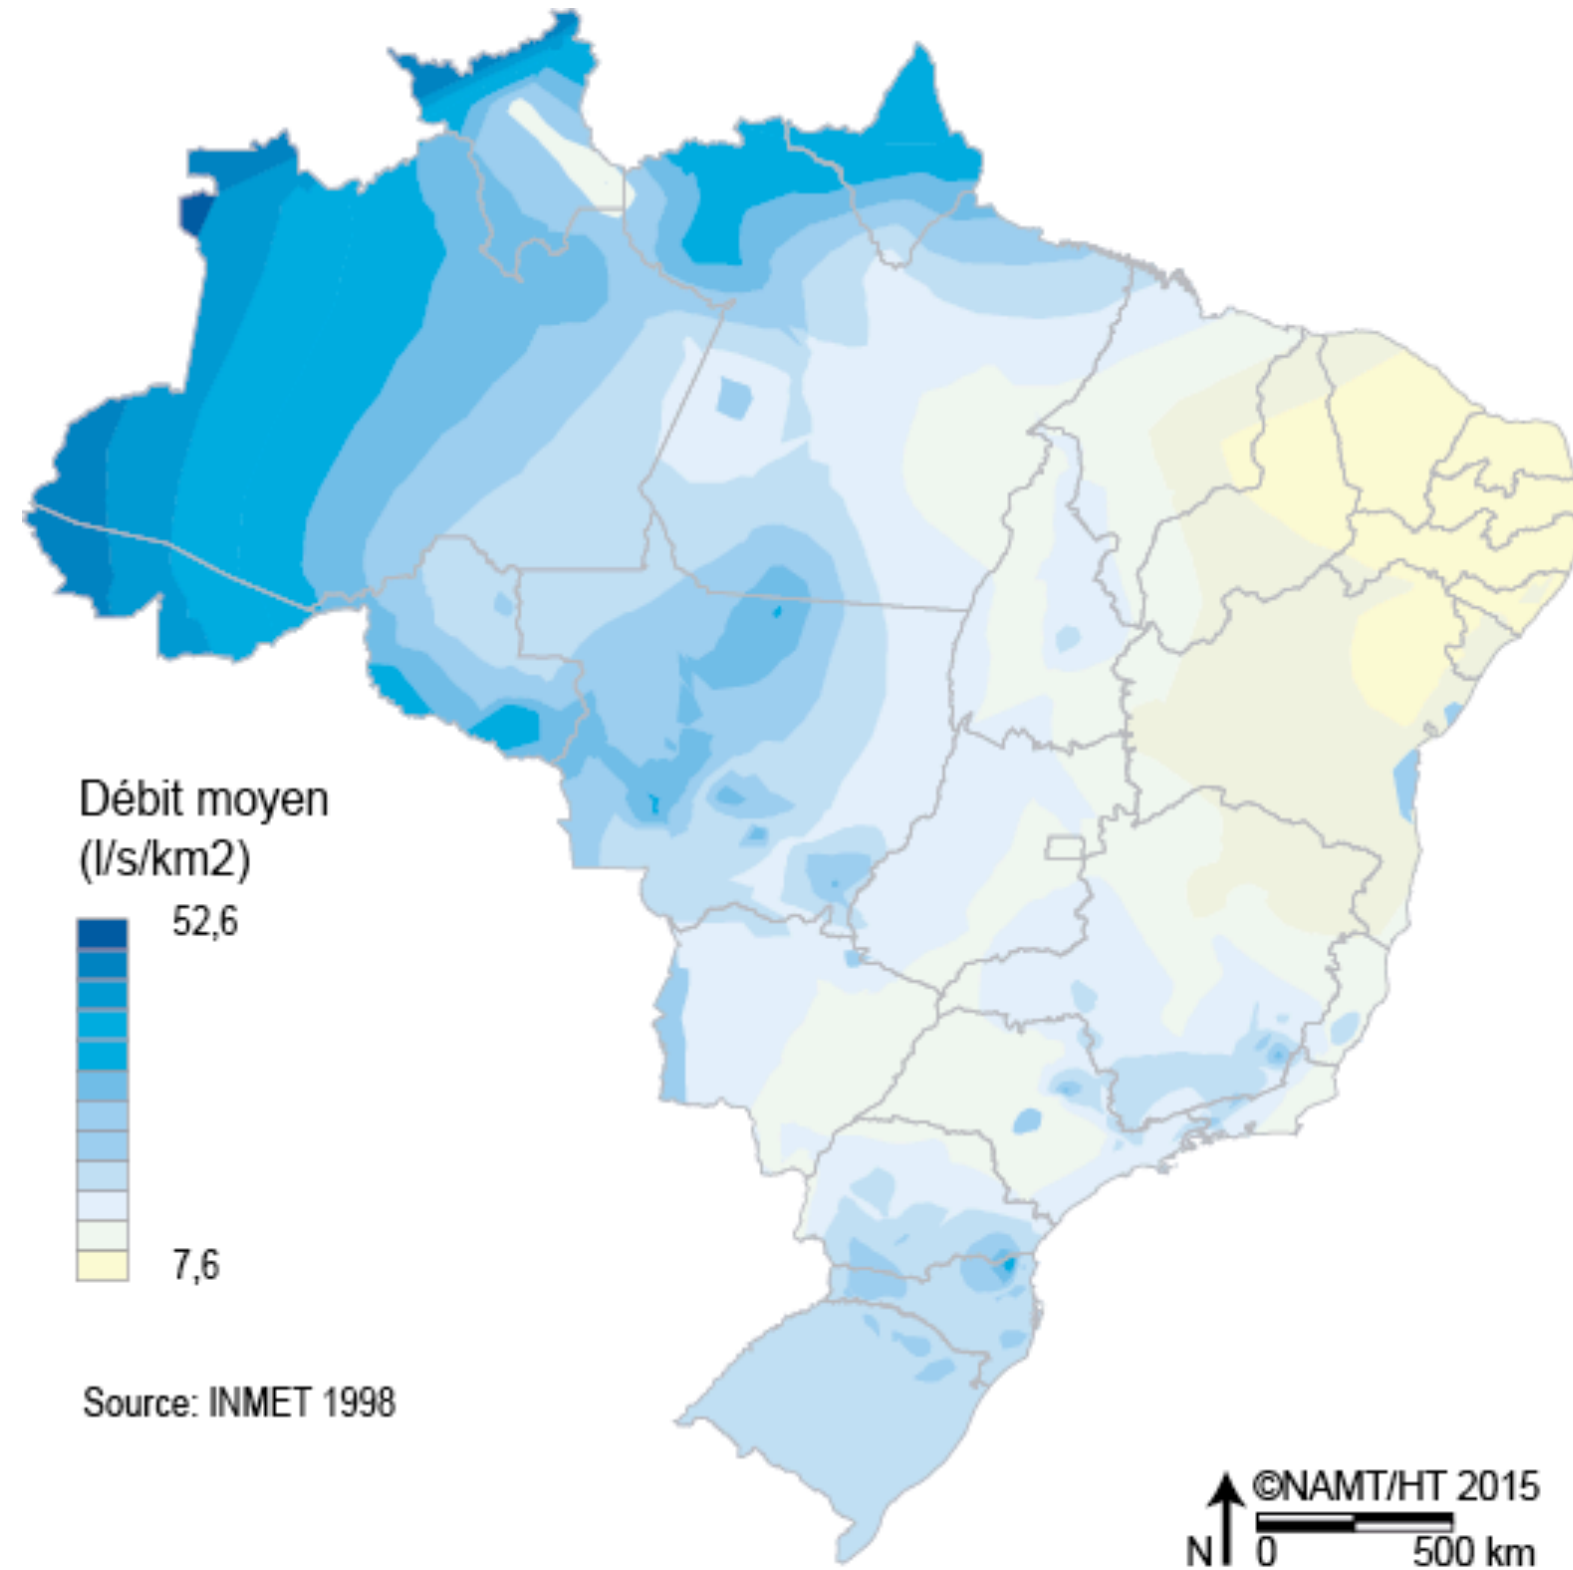 Débit moyen
(l/s/km2)
52,6
7,6
Source: INMET 1998
©NAMT/HT 2015
N 0 500 km